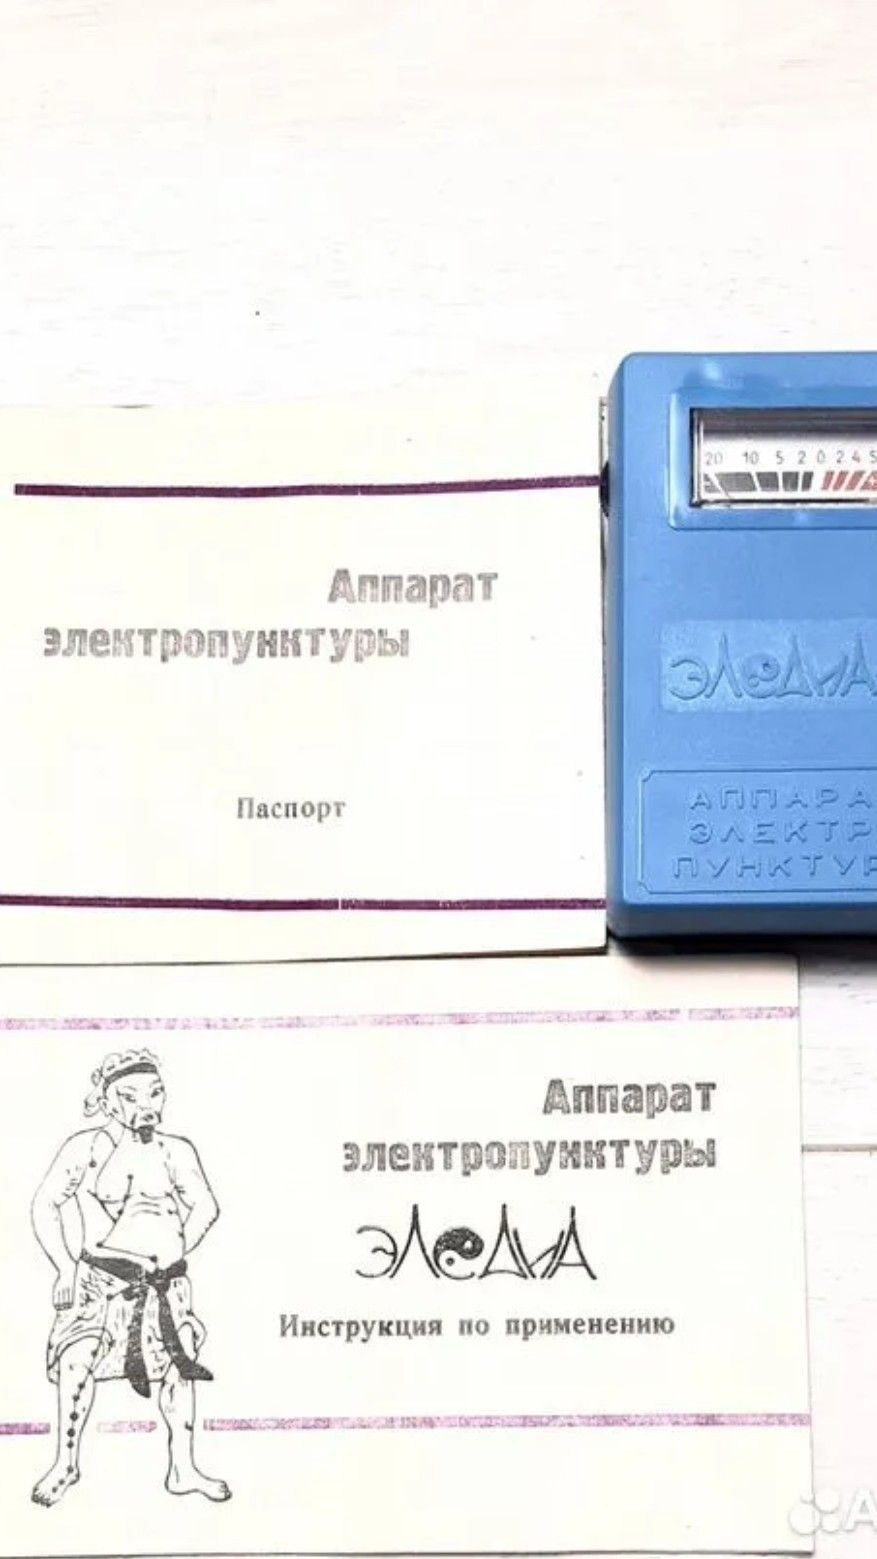 Аппарат
электропунктуры
Паспорт
20 10 5 2 0 2 4 5
ЭЛОДИА
АППАРА
ЭЛЕКТР
ПУНКТУР
Аппарат
электропунктуры
ЭЛОДИА
Инструкция по применению